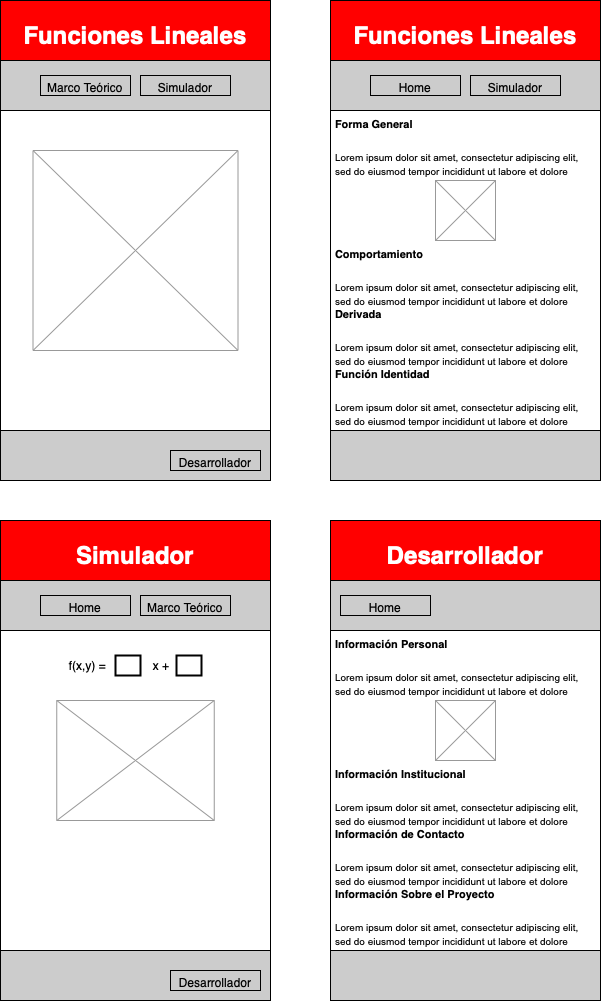 Funciones Lineales
Marco Teórico
Simulador
Desarrollador
Funciones Lineales
Home
Simulador
Forma General
Lorem ipsum dolor sit amet, consectetur adipiscing elit,
sed do eiusmod tempor incididunt ut labore et dolore
Comportamiento
Lorem ipsum dolor sit amet, consectetur adipiscing elit,
sed do eiusmod tempor incididunt ut labore et dolore
Derivada
Lorem ipsum dolor sit amet, consectetur adipiscing elit,
sed do eiusmod tempor incididunt ut labore et dolore
Función Identidad
Lorem ipsum dolor sit amet, consectetur adipiscing elit,
sed do eiusmod tempor incididunt ut labore et dolore
Simulador
Home
Marco Teórico
f(x,y) = x +
Desarrollador
Desarrollador
Home
Información Personal
Lorem ipsum dolor sit amet, consectetur adipiscing elit,
sed do eiusmod tempor incididunt ut labore et dolore
Información Institucional
Lorem ipsum dolor sit amet, consectetur adipiscing elit,
sed do eiusmod tempor incididunt ut labore et dolore
Información de Contacto
Lorem ipsum dolor sit amet, consectetur adipiscing elit,
sed do eiusmod tempor incididunt ut labore et dolore
Información Sobre el Proyecto
Lorem ipsum dolor sit amet, consectetur adipiscing elit,
sed do eiusmod tempor incididunt ut labore et dolore